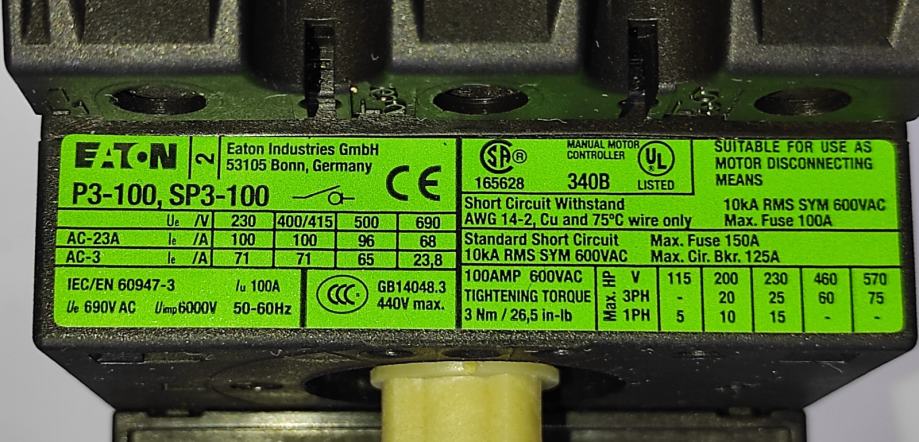 EATON
2
Eaton Industries GmbH
53105 Bonn, Germany
P3-100, SP3-100
CE
Ue /V 230 400/415 500 690
AC-23A Ie /A 100 100 96 68
AC-3 Ie /A 71 71 65 23,8
IEC/EN 60947-3 Iu 100A
Ue 690V AC Uimp 6000V 50-60Hz
CCC
GB14048.3
440V max.
SA ®
165628
MANUAL MOTOR
CONTROLLER
340B
UL
LISTED
SUITABLE FOR USE AS
MOTOR DISCONNECTING
MEANS
Short Circuit Withstand 10kA RMS SYM 600VAC
AWG 14-2, Cu and 75°C wire only Max. Fuse 100A
Standard Short Circuit Max. Fuse 150A
10kA RMS SYM 600VAC Max. Cir. Bkr. 125A
100AMP 600VAC
TIGHTENING TORQUE
3 Nm / 26,5 in-lb
Max. HP
V 115 200 230 460 570
3PH - 20 25 60 75
1PH 5 10 15 - -